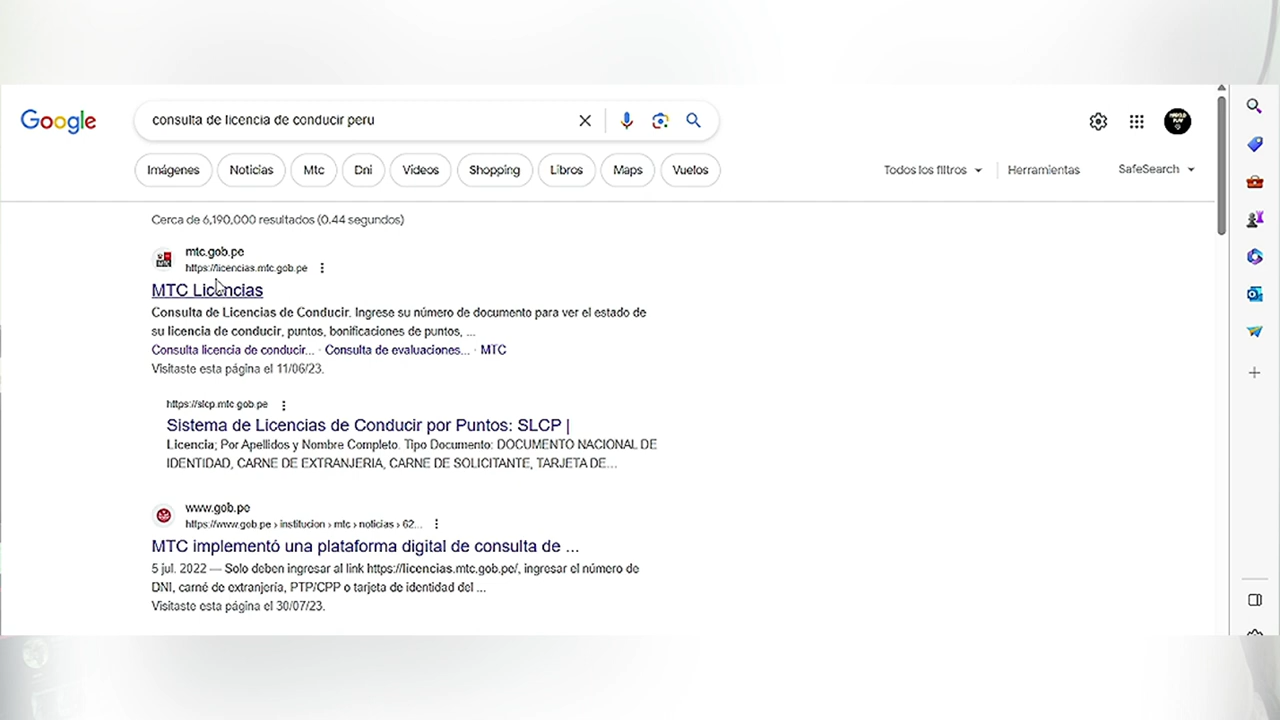 Google
consulta de licencia de conducir peru
Imágenes Noticias Mtc Dni Videos Shopping Libros Maps Vuelos Todos los filtros Herramientas SafeSearch
Cerca de 6,190,000 resultados (0.44 segundos)
mtc.gob.pe
https://licencias.mtc.gob.pe
MTC Licencias
Consulta de Licencias de Conducir. Ingrese su número de documento para ver el estado de
su licencia de conducir, puntos, bonificaciones de puntos, ...
Consulta licencia de conducir... · Consulta de evaluaciones... · MTC
Visitaste esta página el 11/06/23.
https://slcp.mtc.gob.pe
Sistema de Licencias de Conducir por Puntos: SLCP |
Licencia; Por Apellidos y Nombre Completo. Tipo Documento: DOCUMENTO NACIONAL DE
IDENTIDAD, CARNE DE EXTRANJERIA, CARNE DE SOLICITANTE, TARJETA DE...
www.gob.pe
https://www.gob.pe › institucion › mtc › noticias › 62...
MTC implementó una plataforma digital de consulta de ...
5 jul. 2022 — Solo deben ingresar al link https://licencias.mtc.gob.pe/, ingresar el número de
DNI, carné de extranjería, PTP/CPP o tarjeta de identidad del ...
Visitaste esta página el 30/07/23.